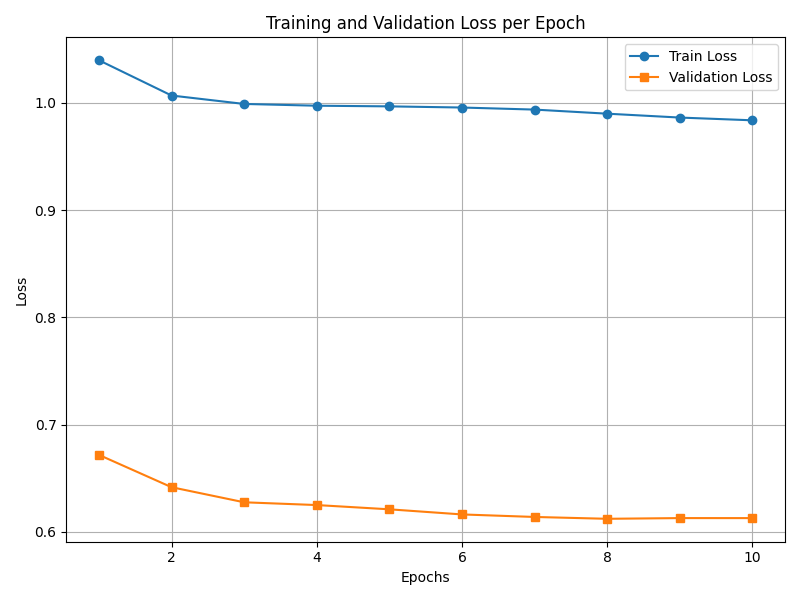 Training and Validation Loss per Epoch
Train Loss
Validation Loss
1.0
0.9
0.8
0.7
0.6
Loss
2 4 6 8 10
Epochs